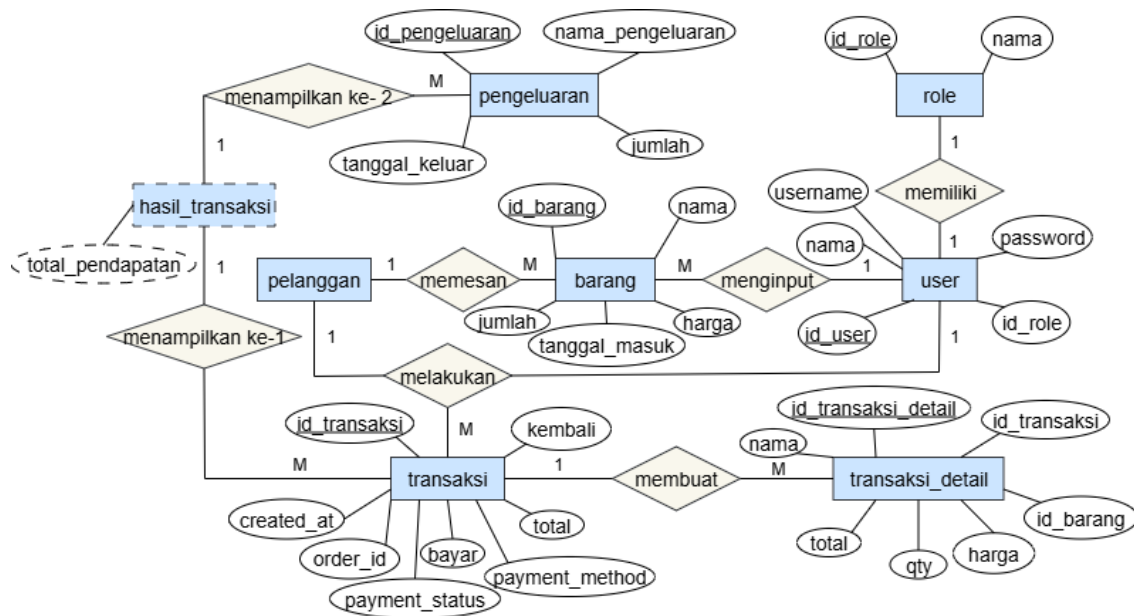 id_pengeluaran
nama_pengeluaran
id_role
nama
menampilkan ke- 2
M
pengeluaran
role
1
tanggal_keluar
jumlah
1
hasil_transaksi
total_pendapatan
1
id_barang
nama
username
memiliki
nama
1
password
pelanggan
1
memesan
M
barang
M
menginput
1
user
jumlah
harga
tanggal_masuk
id_user
id_role
menampilkan ke-1
1
melakukan
1
id_transaksi
M
kembali
id_transaksi_detail
id_transaksi
nama
M
transaksi
1
membuat
M
transaksi_detail
created_at
order_id
bayar
total
payment_method
payment_status
total
qty
harga
id_barang